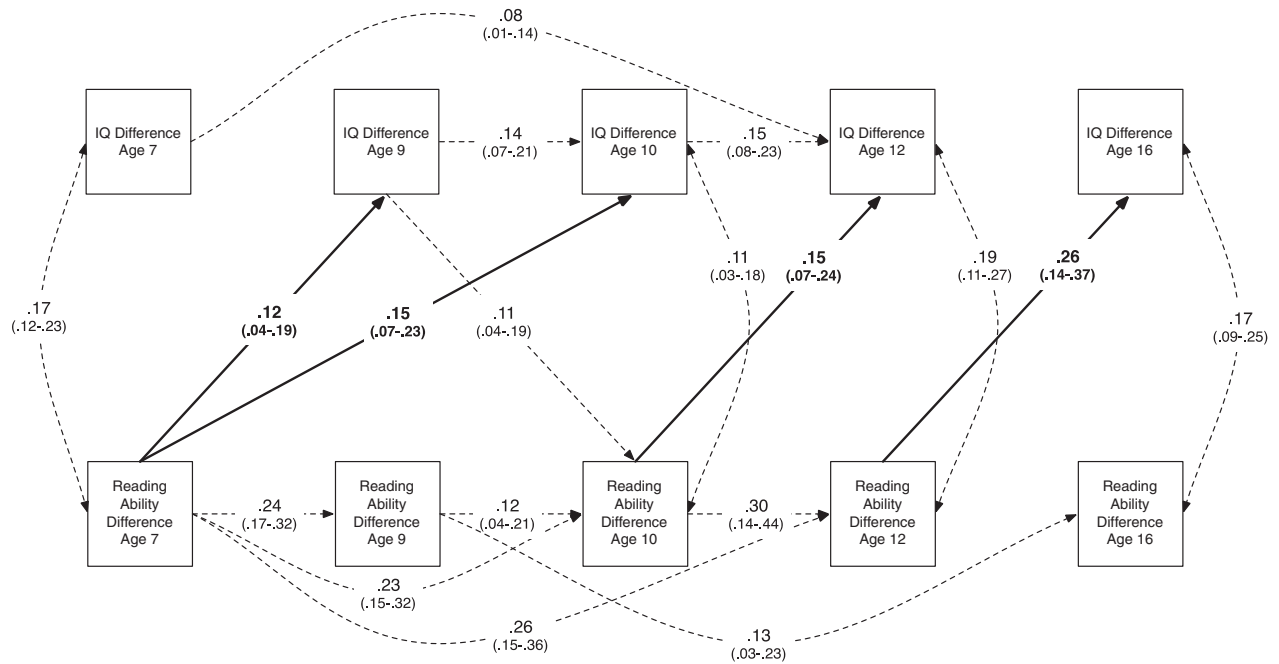 .08
(.01-.14)
IQ Difference
Age 7
IQ Difference
Age 9
.14
(.07-.21)
IQ Difference
Age 10
.15
(.08-.23)
IQ Difference
Age 12
IQ Difference
Age 16
.17
(.12-.23)
.12
(.04-.19)
.15
(.07-.23)
.11
(.04-.19)
.11
(.03-.18)
.15
(.07-.24)
.19
(.11-.27)
.26
(.14-.37)
.17
(.09-.25)
Reading
Ability
Difference
Age 7
.24
(.17-.32)
Reading
Ability
Difference
Age 9
.12
(.04-.21)
Reading
Ability
Difference
Age 10
.30
(.14-.44)
Reading
Ability
Difference
Age 12
Reading
Ability
Difference
Age 16
.23
(.15-.32)
.26
(.15-.36)
.13
(.03-.23)